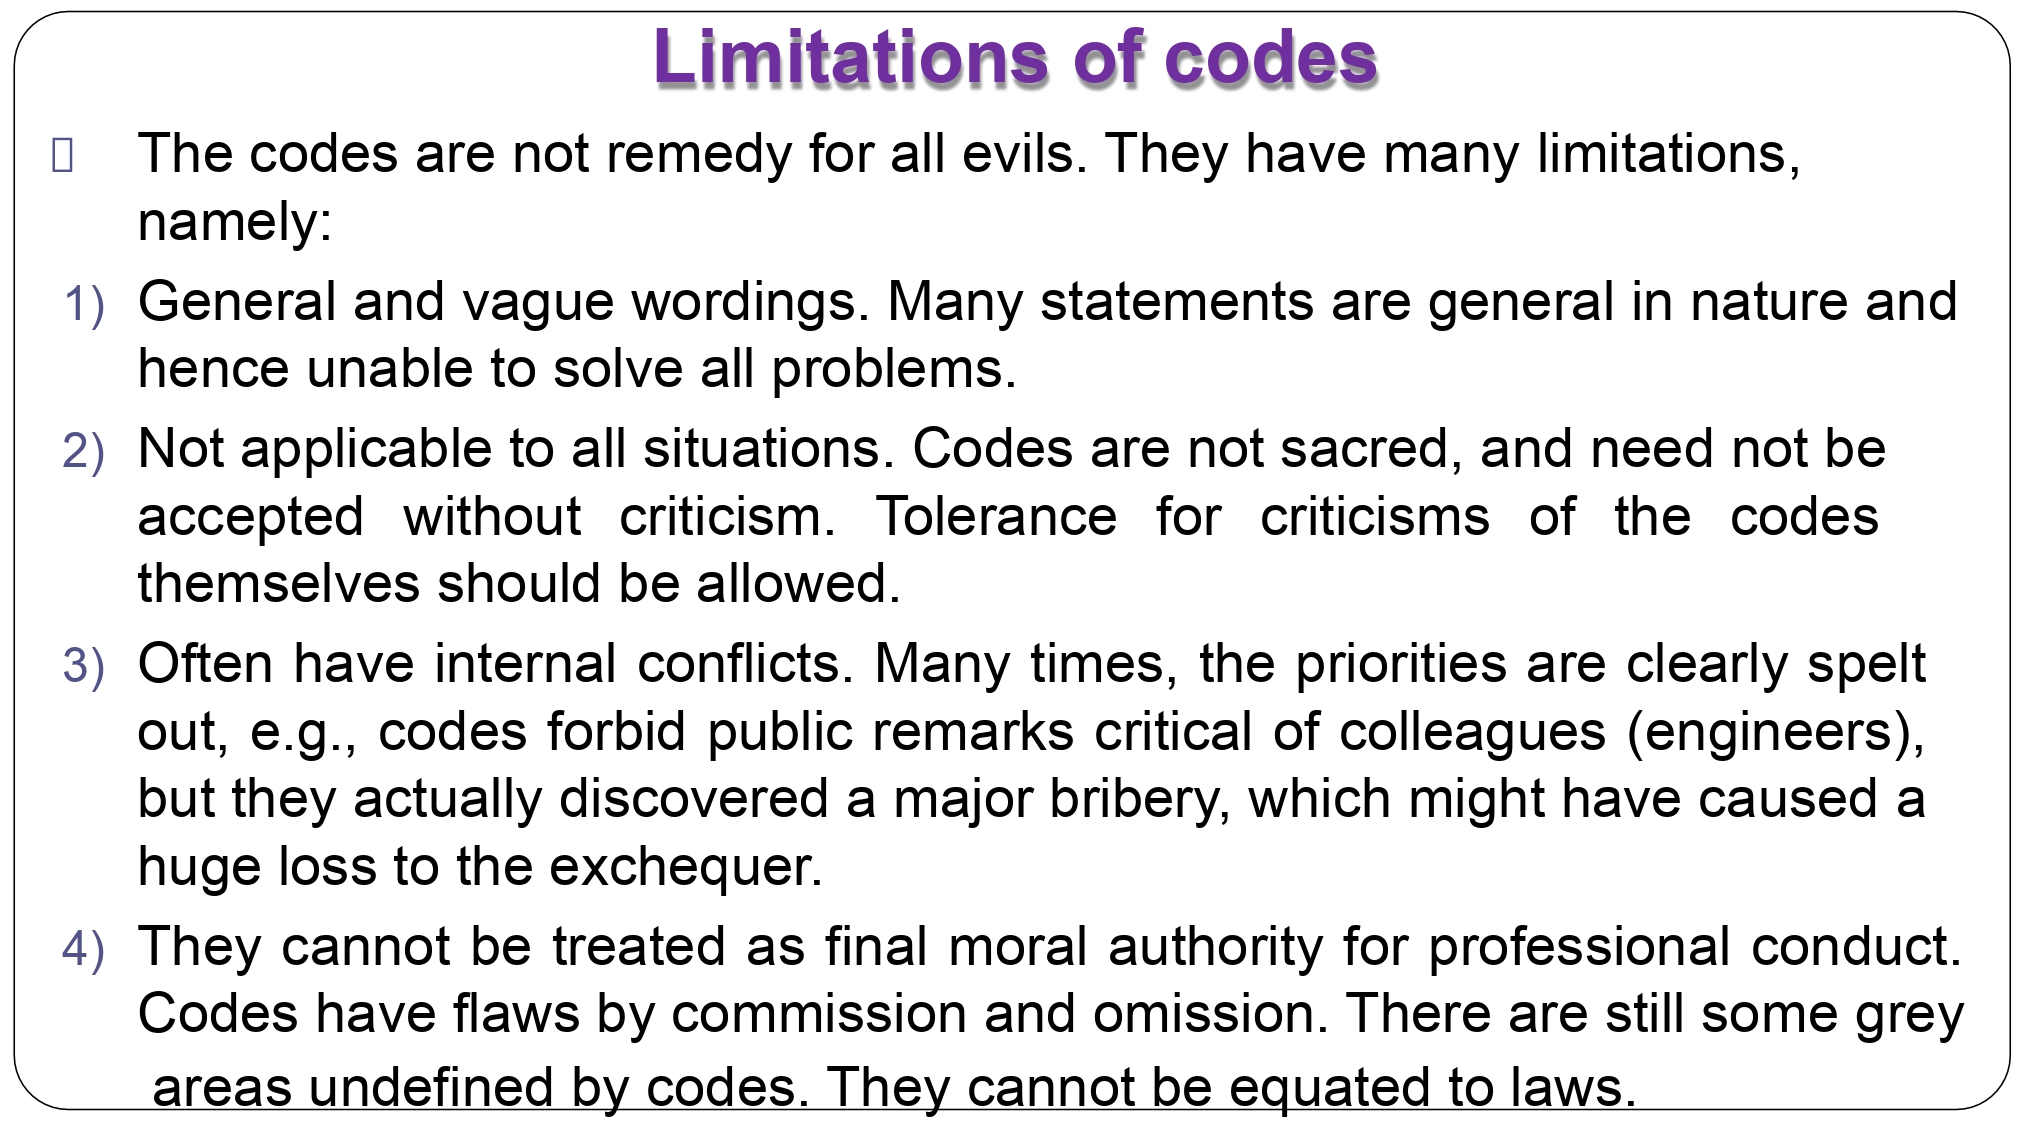 Limitations of codes
The codes are not remedy for all evils. They have many limitations,
namely:
1) General and vague wordings. Many statements are general in nature and
hence unable to solve all problems.
2) Not applicable to all situations. Codes are not sacred, and need not be
accepted without criticism. Tolerance for criticisms of the codes
themselves should be allowed.
3) Often have internal conflicts. Many times, the priorities are clearly spelt
out, e.g., codes forbid public remarks critical of colleagues (engineers),
but they actually discovered a major bribery, which might have caused a
huge loss to the exchequer.
4) They cannot be treated as final moral authority for professional conduct.
Codes have flaws by commission and omission. There are still some grey
areas undefined by codes. They cannot be equated to laws.